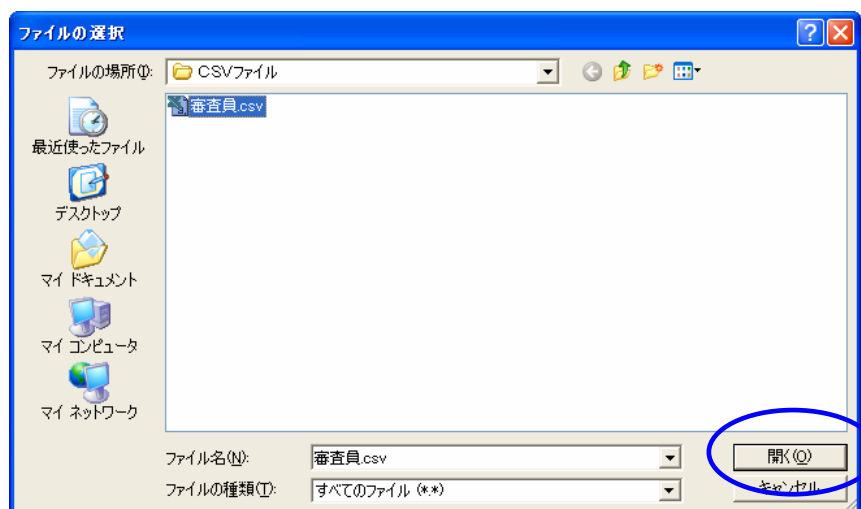 ファイルの選択
ファイルの場所(I):
CSVファイル
審査員.csv
最近使ったファイル
デスクトップ
マイ ドキュメント
マイ コンピュータ
マイ ネットワーク
ファイル名(N):
審査員.csv
開く(O)
ファイルの種類(T):
すべてのファイル (*.*)
キャンセル